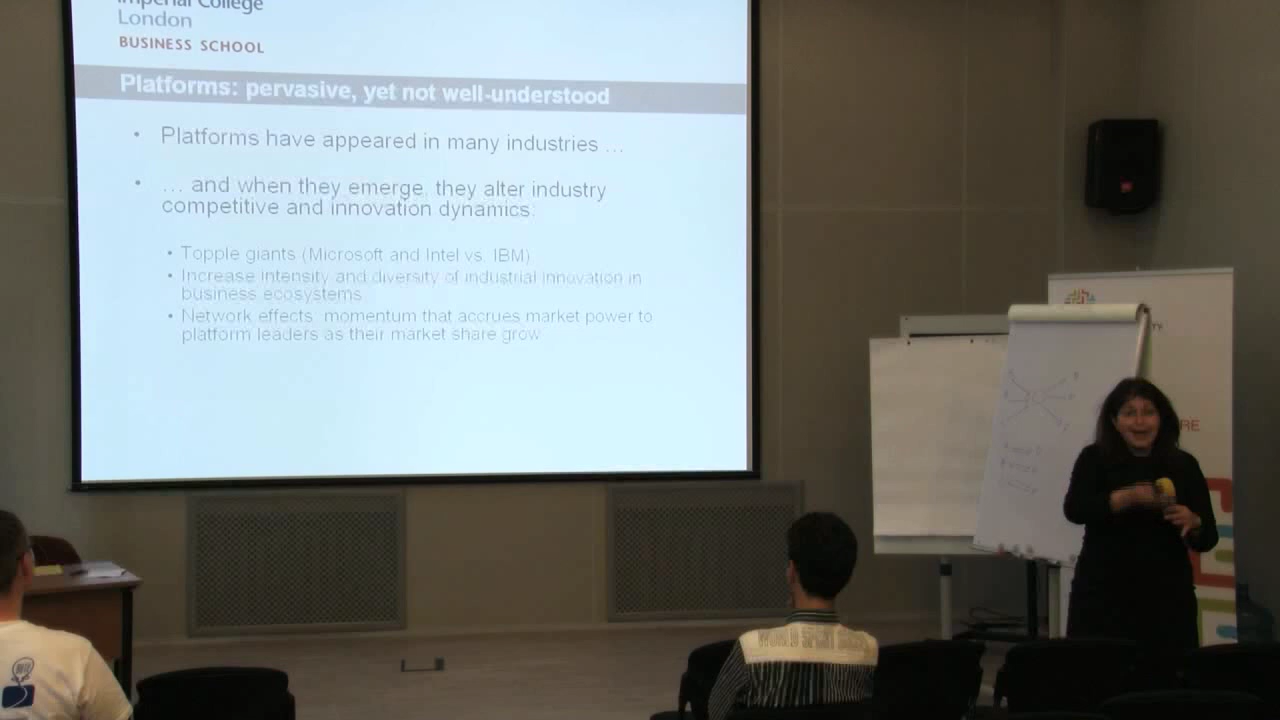 Imperial College
London
BUSINESS SCHOOL
Platforms: pervasive, yet not well-understood
• Platforms have appeared in many industries …
• … and when they emerge, they alter industry
competitive and innovation dynamics:
• Topple giants (Microsoft and Intel vs. IBM)
• Increase intensity and diversity of industrial innovation in
business ecosystems
• Network effects: momentum that accrues market power to
platform leaders as their market share grow
WORLD SPIRIT
RE